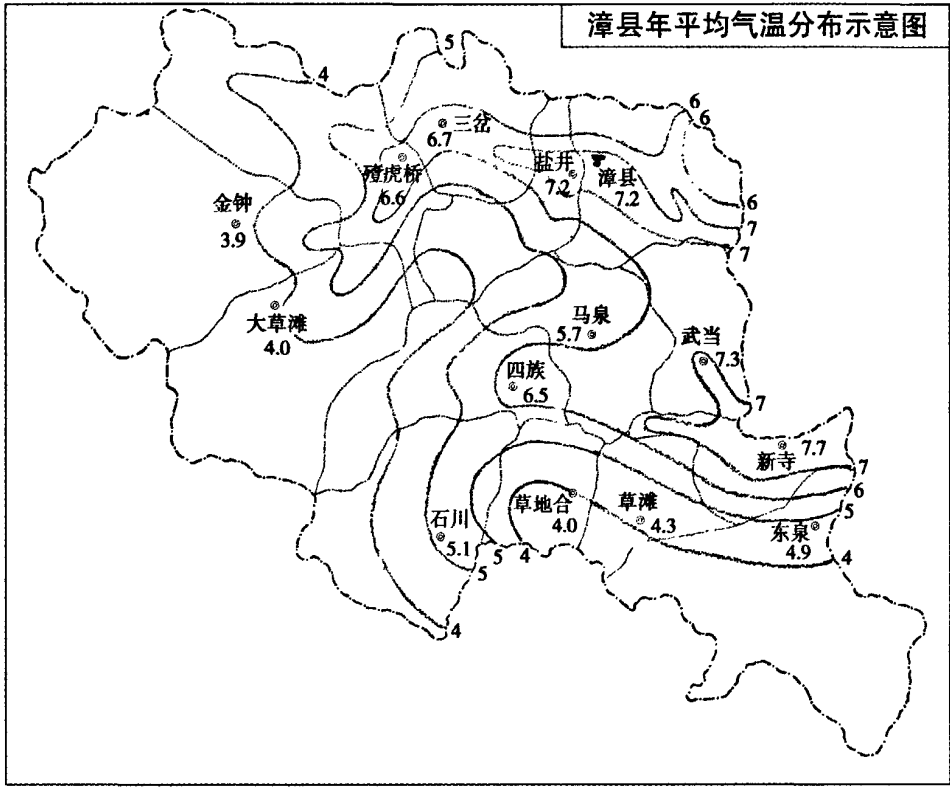 漳县年平均气温分布示意图
5
4
6
6
三岔
6.7
殪虎桥
6.6
盐井
7.2
漳县
7.2
金钟
3.9
6
7
7
大草滩
4.0
马泉
5.7
武当
7.3
四族
6.5
7
新寺
7.7
7
6
5
草地合
4.0
草滩
4.3
石川
5.1
东泉
4.9
5
5
4
4
4